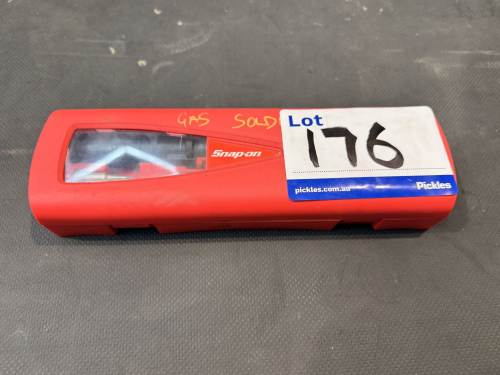 GAS SOLD
Snap-on
Lot
176
pickles.com.au
Pickles